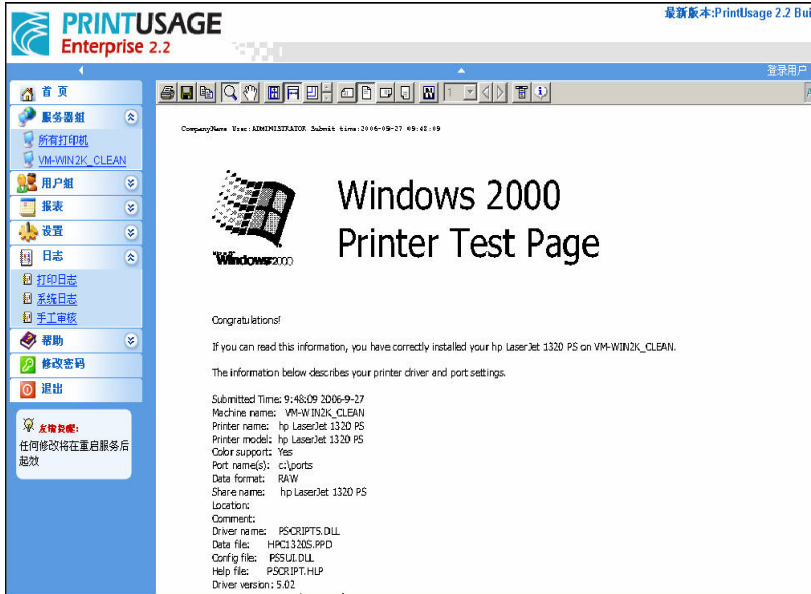 PRINTUSAGE
Enterprise 2.2
最新版本:PrintUsage 2.2 Bui
登录用户
首 页
服务器组
所有打印机
VM-WIN2K_CLEAN
用户组
报表
设置
日志
打印日志
系统日志
手工审核
帮助
修改密码
退出
友情提醒:
任何修改将在重启服务后
起效
1
CompanyName User:ADMINISTRATOR Submit time:2006-09-27 09:48:09
Microsoft
Windows2000
Windows 2000
Printer Test Page
Congratulations!
If you can read this information, you have correctly installed your hp LaserJet 1320 PS on VM-WIN2K_CLEAN.
The information below describes your printer driver and port settings.
Submitted Time: 9:48:09 2006-9-27
Machine name: VM-WIN2K_CLEAN
Printer name: hp LaserJet 1320 PS
Printer model: hp LaserJet 1320 PS
Color support: Yes
Port name(s): c:\ports
Data format: RAW
Share name: hp LaserJet 1320 PS
Location:
Comment:
Driver name: PSCRIPT5.DLL
Data file: HPC1320S.PPD
Config file: PS5UI.DLL
Help file: PSCRIPT.HLP
Driver version: 5.02